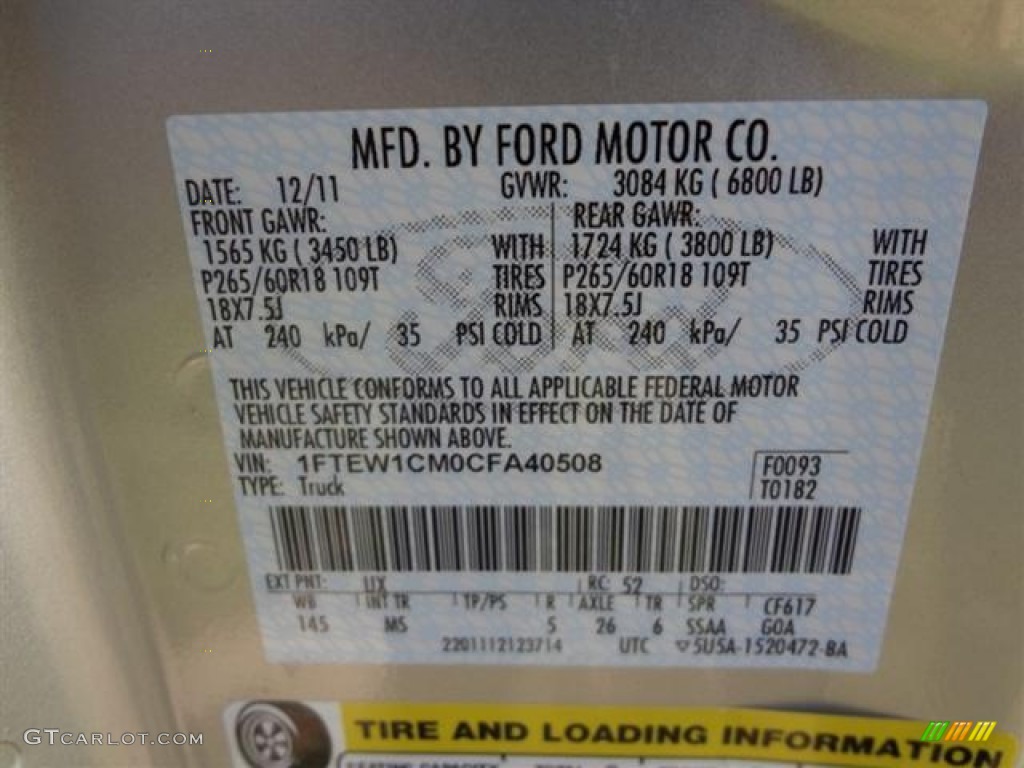 MFD. BY FORD MOTOR CO.
DATE: 12/11 GVWR: 3084 KG ( 6800 LB)
FRONT GAWR: REAR GAWR:
1565 KG ( 3450 LB) WITH 1724 KG ( 3800 LB) WITH
P265/60R18 109T TIRES P265/60R18 109T TIRES
18X7.5J RIMS 18X7.5J RIMS
AT 240 kPa/ 35 PSI COLD AT 240 kPa/ 35 PSI COLD
THIS VEHICLE CONFORMS TO ALL APPLICABLE FEDERAL MOTOR
VEHICLE SAFETY STANDARDS IN EFFECT ON THE DATE OF
MANUFACTURE SHOWN ABOVE.
VIN: 1FTEW1CM0CFA40508 F0093
TYPE: Truck T0182
EXT PNT: UX RC: 52 DSO:
WB INT TR TP/PS R AXLE TR SPR CF617
145 MS 5 26 6 SSAA GOA
2201112123714 UTC ▽5U5A-1520472-BA
TIRE AND LOADING INFORMATION
SEATING CAPACITY
GTCARLOT.COM